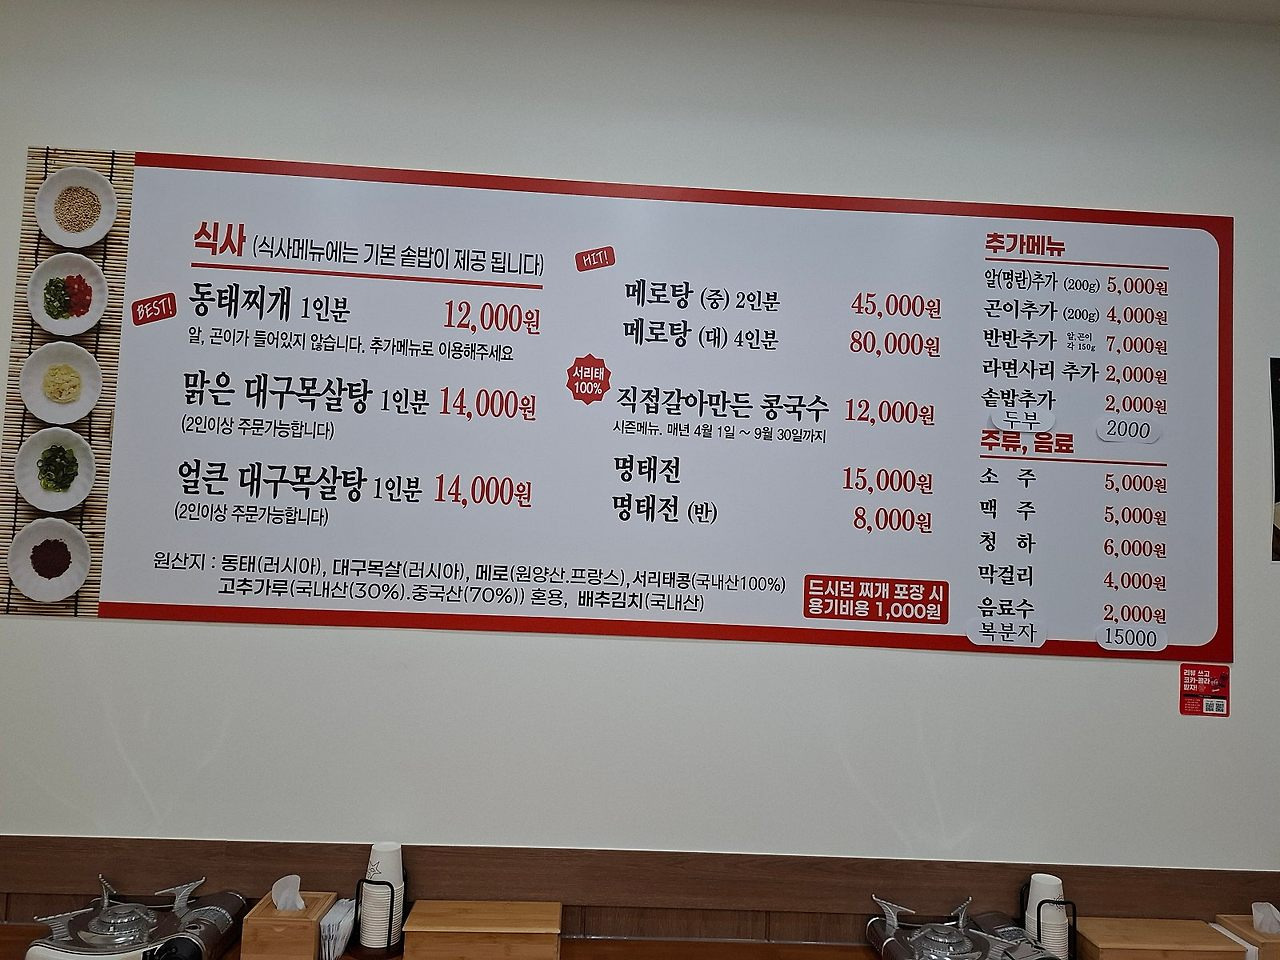 식사 (식사메뉴에는 기본 솥밥이 제공 됩니다)
BEST!
동태찌개 1인분 12,000원
알, 곤이가 들어있지 않습니다. 추가메뉴로 이용해주세요
맑은 대구목살탕 1인분 14,000원
(2인이상 주문가능합니다)
얼큰 대구목살탕 1인분 14,000원
(2인이상 주문가능합니다)
HIT!
메로탕 (중) 2인분 45,000원
메로탕 (대) 4인분 80,000원
서리태
100%
직접갈아만든 콩국수 12,000원
시즌메뉴. 매년 4월 1일 ~ 9월 30일까지
명태전 15,000원
명태전 (반) 8,000원
원산지 : 동태(러시아), 대구목살(러시아), 메로(원양산.프랑스),서리태콩(국내산100%)
고추가루(국내산(30%).중국산(70%)) 혼용, 배추김치(국내산)
드시던 찌개 포장 시
용기비용 1,000원
추가메뉴
알(명란)추가 (200g) 5,000원
곤이추가 (200g) 4,000원
반반추가 알,곤이 각 150g 7,000원
라면사리 추가 2,000원
솥밥추가 2,000원
두부 2000
주류, 음료
소 주 5,000원
맥 주 5,000원
청 하 6,000원
막걸리 4,000원
음료수 2,000원
복분자 15000
리뷰 쓰고
코카-콜라
받자!